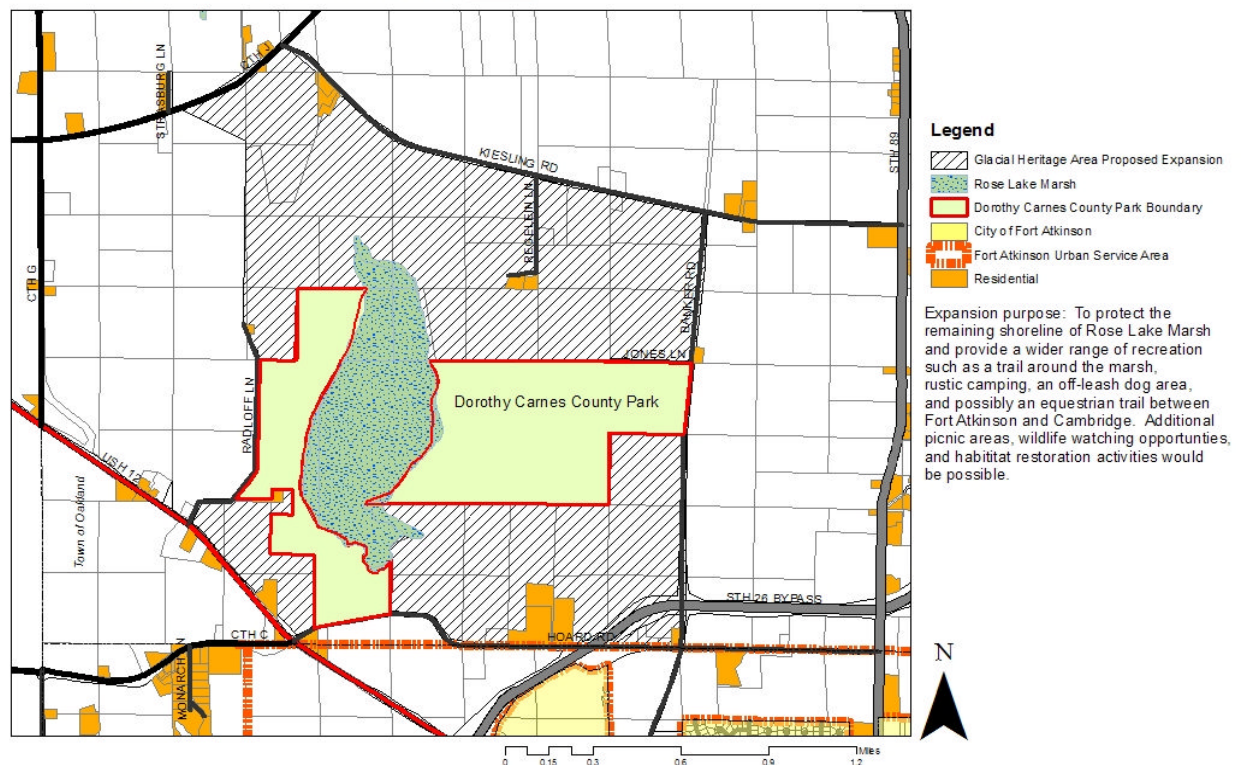 STRASBURG LN
CTH J
KIESLING RD
STH 89
REGELEIN LN
CTH G
BANKER RD
JONES LN
RADLOFF LN
Dorothy Carnes County Park
USH 12
Town of Oakland
STH 26 BYPASS
CTH C
HOARD RD
MONARCH LN
Legend
Glacial Heritage Area Proposed Expansion
Rose Lake Marsh
Dorothy Carnes County Park Boundary
City of Fort Atkinson
Fort Atkinson Urban Service Area
Residential
Expansion purpose: To protect the
remaining shoreline of Rose Lake Marsh
and provide a wider range of recreation
such as a trail around the marsh,
rustic camping, an off-leash dog area,
and possibly an equestrian trail between
Fort Atkinson and Cambridge. Additional
picnic areas, wildlife watching opportunties,
and habititat restoration activities would
be possible.
N
Miles
0 0.15 0.3 0.6 0.9 1.2